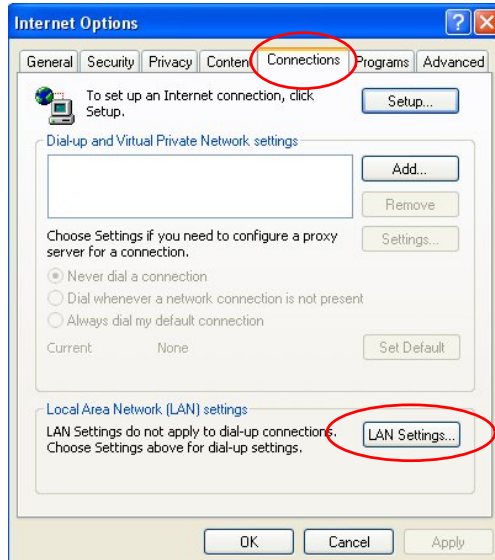 Internet Options
General Security Privacy Content Connections Programs Advanced
To set up an Internet connection, click
Setup.
Setup...
Dial-up and Virtual Private Network settings
Add...
Remove
Choose Settings if you need to configure a proxy
server for a connection.
Settings...
Never dial a connection
Dial whenever a network connection is not present
Always dial my default connection
Current None
Set Default
Local Area Network (LAN) settings
LAN Settings do not apply to dial-up connections.
Choose Settings above for dial-up settings.
LAN Settings...
OK Cancel Apply